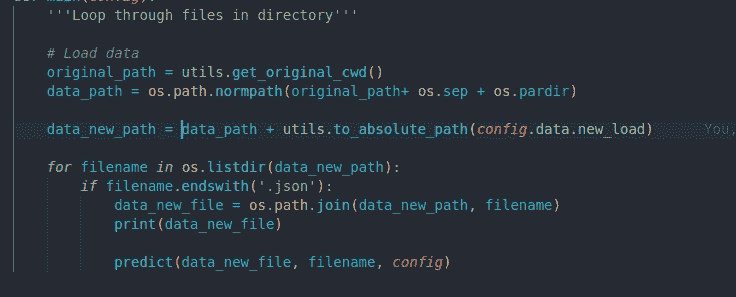 '''Loop through files in directory'''
# Load data
original_path = utils.get_original_cwd()
data_path = os.path.normpath(original_path+ os.sep + os.pardir)
data_new_path = data_path + utils.to_absolute_path(config.data.new_load) You,
for filename in os.listdir(data_new_path):
if filename.endswith('.json'):
data_new_file = os.path.join(data_new_path, filename)
print(data_new_file)
predict(data_new_file, filename, config)